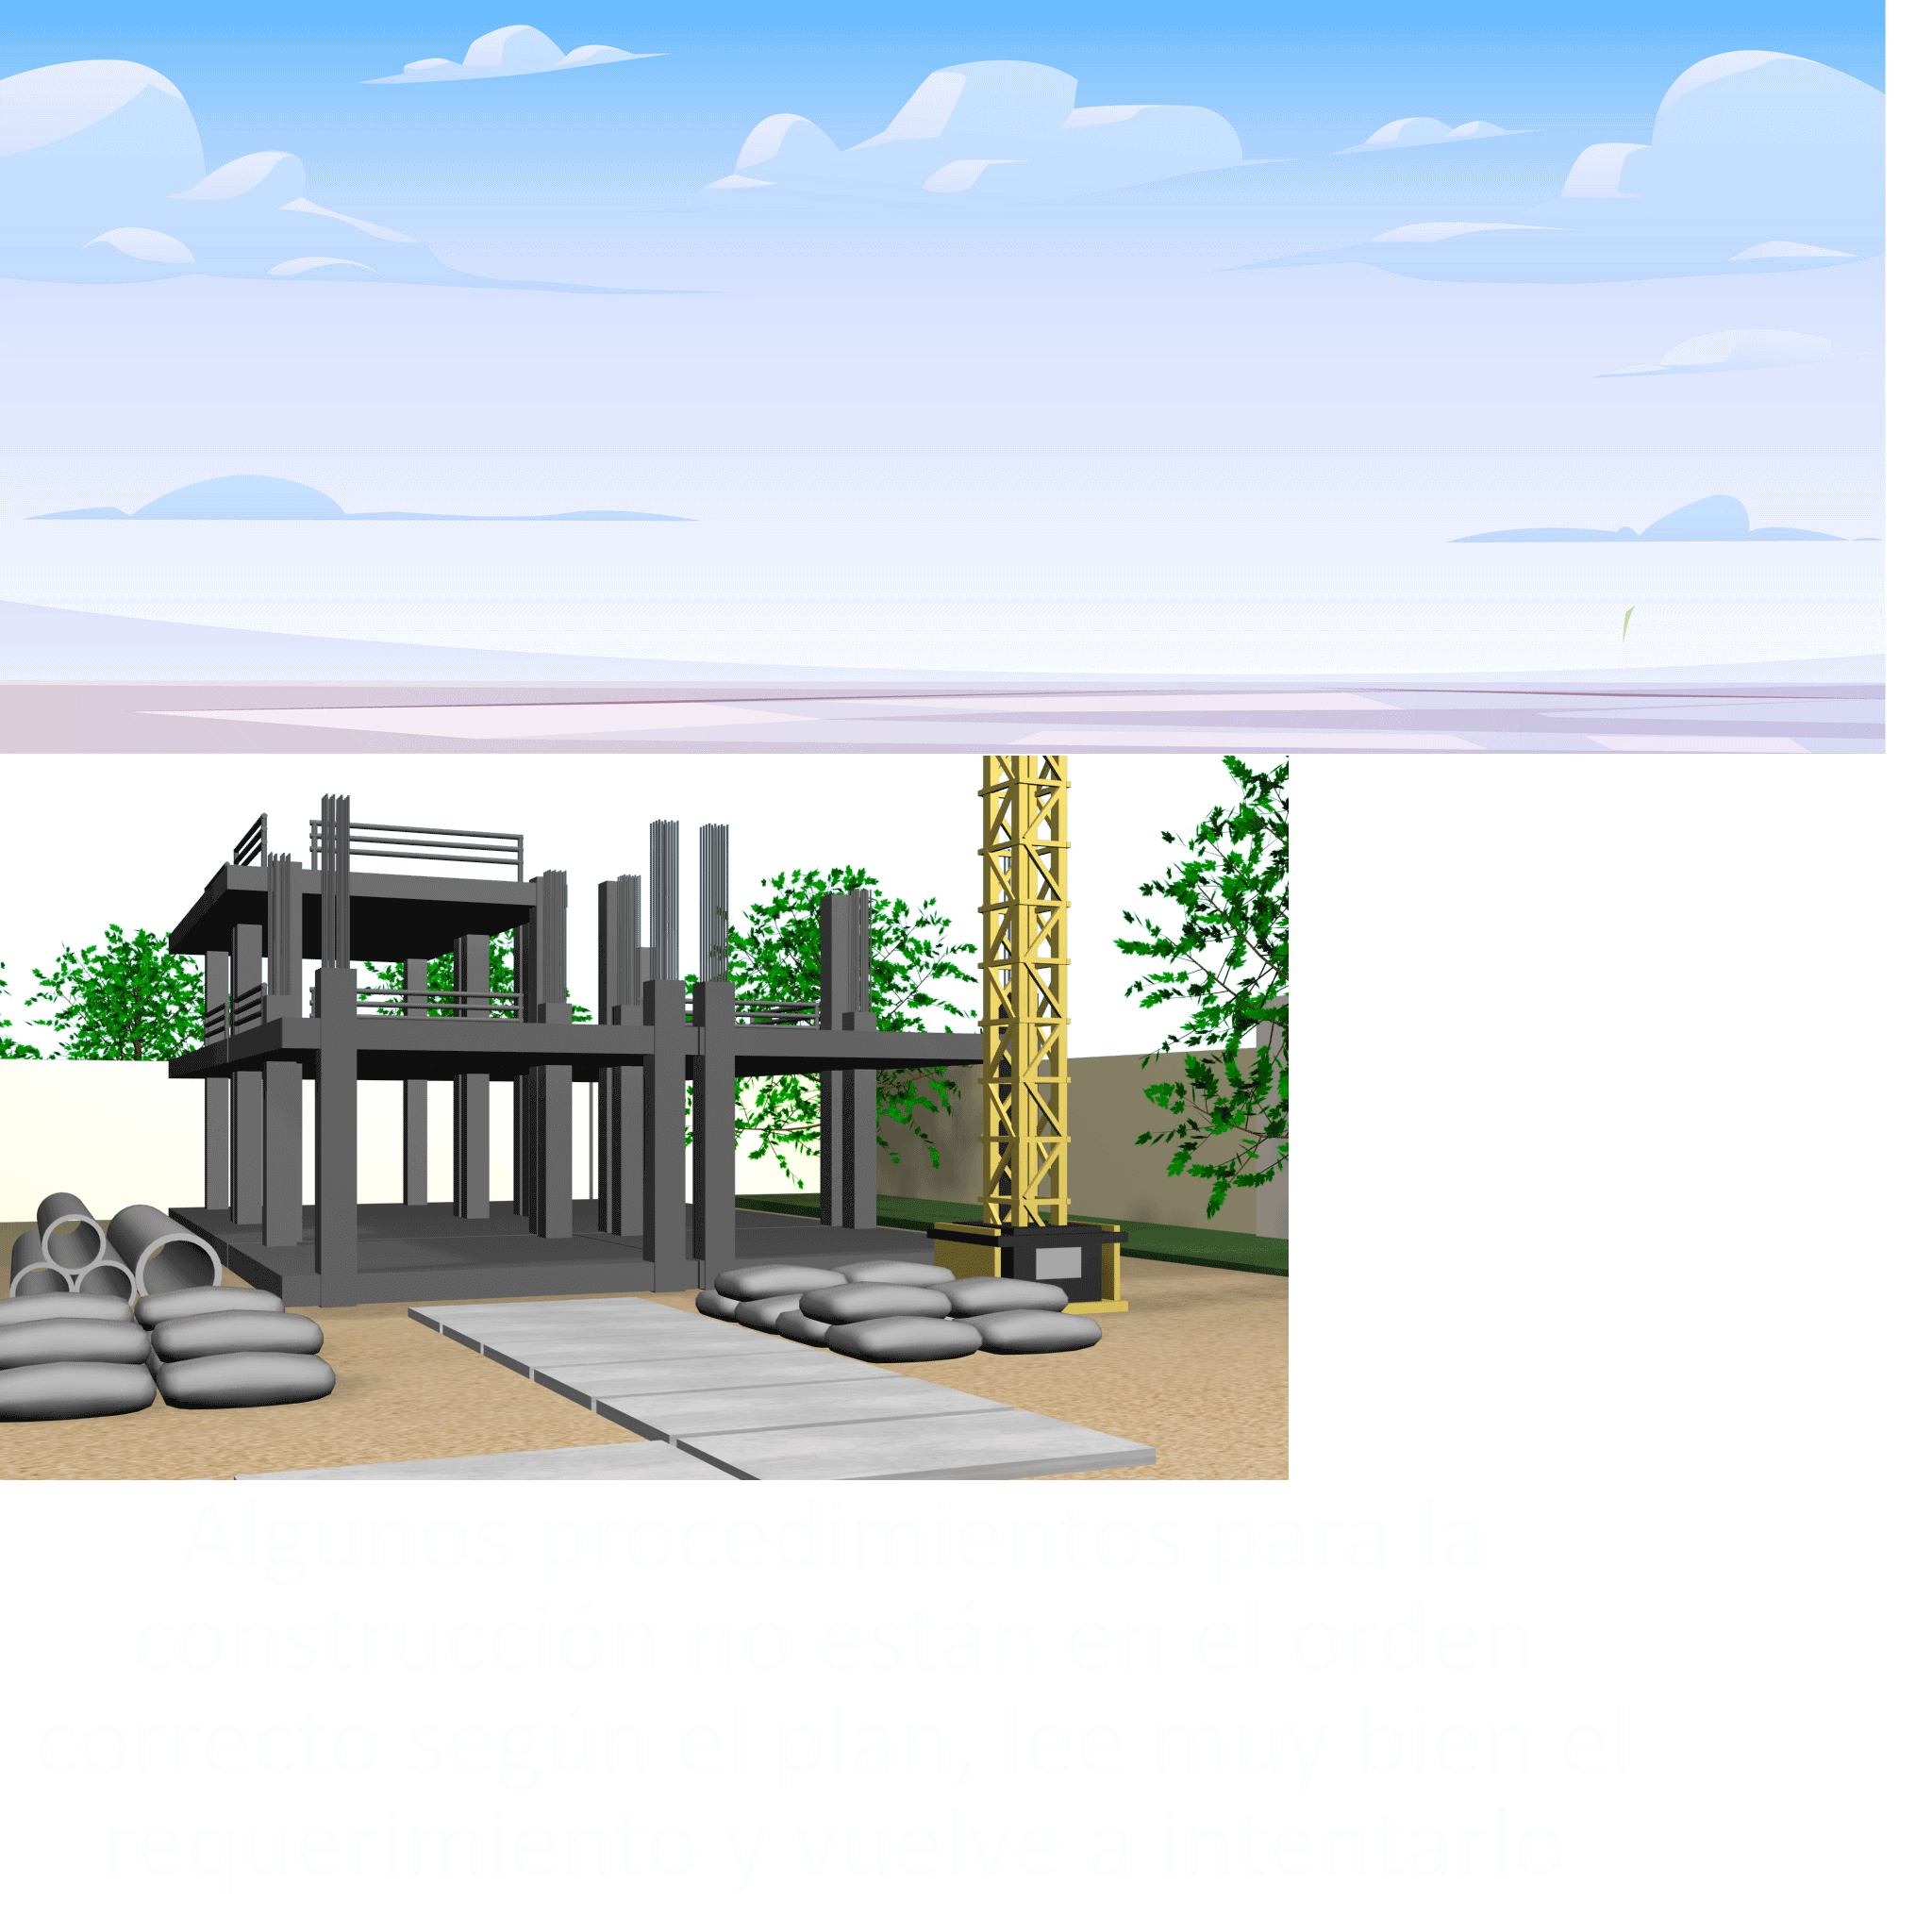 Algunos procedimientos para la
construcción no están en el orden
correcto según el plan, lee muy bien el
requerimiento y vuelve a intentarlo